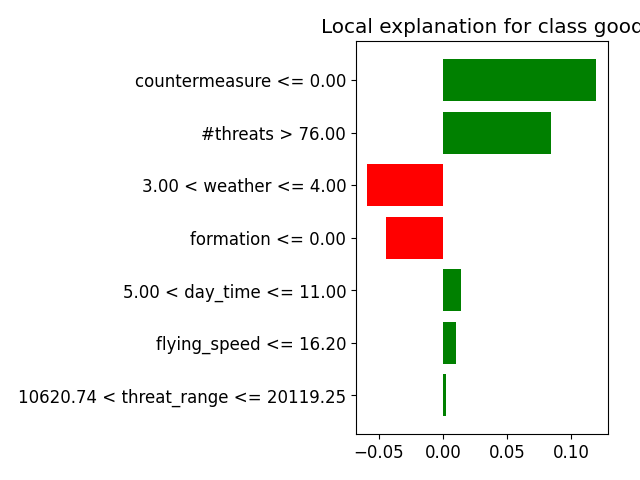 Local explanation for class good
countermeasure <= 0.00
#threats > 76.00
3.00 < weather <= 4.00
formation <= 0.00
5.00 < day_time <= 11.00
flying_speed <= 16.20
10620.74 < threat_range <= 20119.25
−0.05 0.00 0.05 0.10